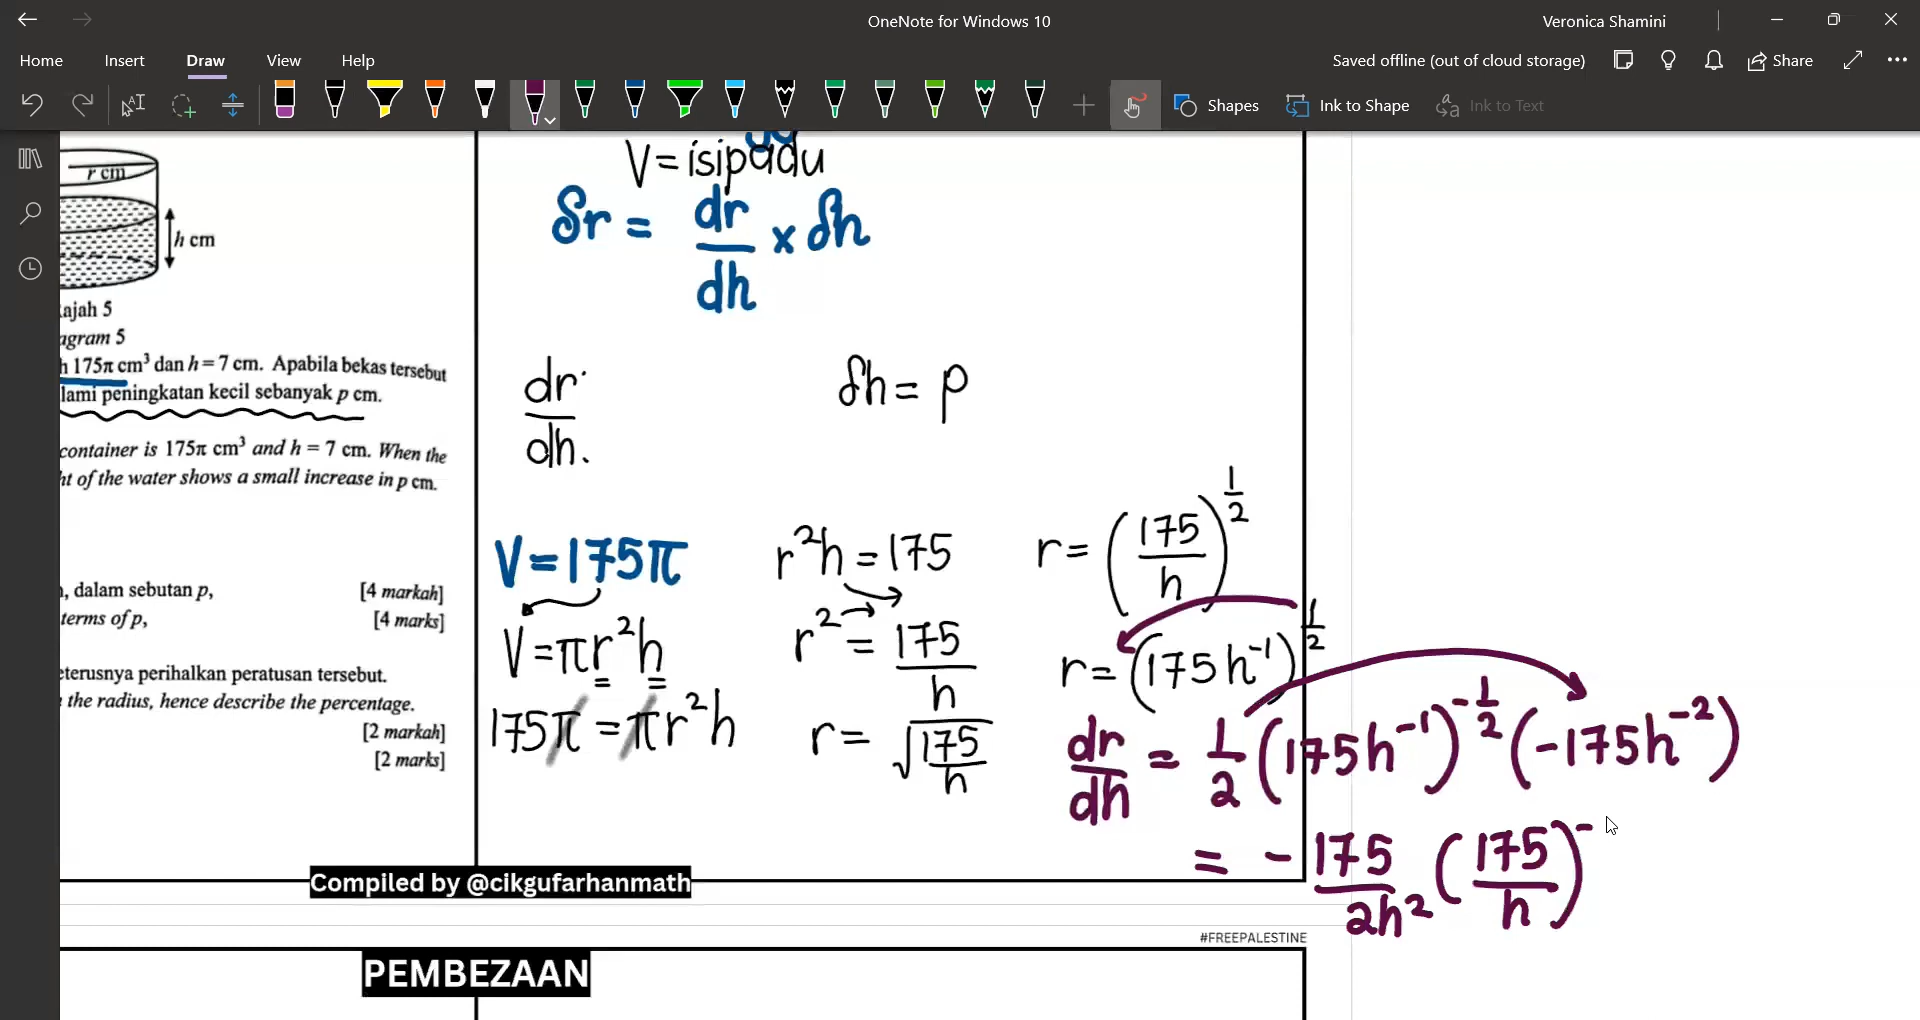 OneNote for Windows 10
Veronica Shamini
Home Insert Draw View Help
Saved offline (out of cloud storage)
Share
Shapes
Ink to Shape
Ink to Text
r cm
h cm
ajah 5
agram 5
h 175π cm³ dan h = 7 cm. Apabila bekas tersebut
lami peningkatan kecil sebanyak p cm.
container is 175π cm³ and h = 7 cm. When the
ht of the water shows a small increase in p cm.
, dalam sebutan p,
[4 markah]
terms of p,
[4 marks]
eterusnya perihalkan peratusan tersebut.
the radius, hence describe the percentage.
[2 markah]
[2 marks]
V = isipadu
δr = dr/dh × δh
dr/dh.
δh = p
V = 175π
V = πr²h
175π = πr²h
r²h = 175
r² = 175/h
r = √(175/h)
r = (175/h)^(1/2)
r = (175h⁻¹)^(1/2)
dr/dh = 1/2 (175h⁻¹)^(-1/2) (-175h⁻²)
= -175/2h² (175/h)⁻
Compiled by @cikgufarhanmath
#FREEPALESTINE
PEMBEZAAN